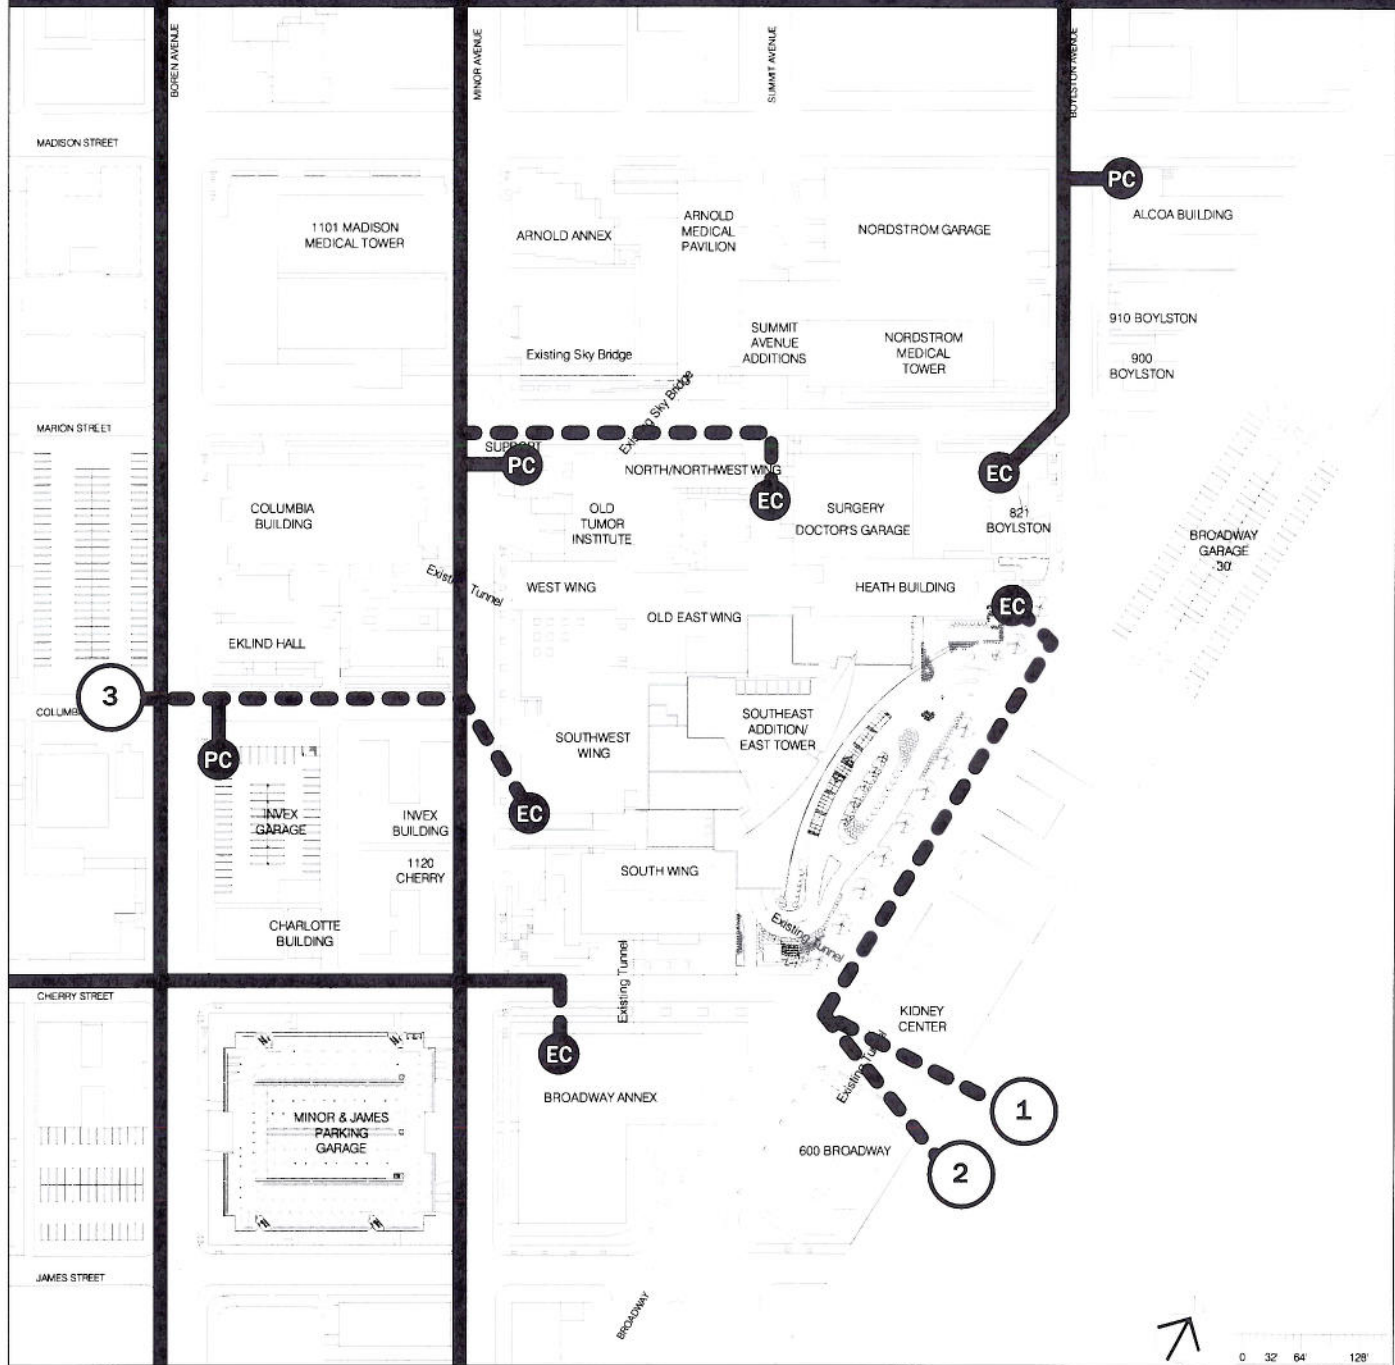 BOREN AVENUE
MINOR AVENUE
SUMMIT AVENUE
BOYLSTON AVENUE
MADISON STREET
PC
ALCOA BUILDING
1101 MADISON
MEDICAL TOWER
ARNOLD ANNEX
ARNOLD
MEDICAL
PAVILION
NORDSTROM GARAGE
910 BOYLSTON
900
BOYLSTON
Existing Sky Bridge
SUMMIT
AVENUE
ADDITIONS
NORDSTROM
MEDICAL
TOWER
Existing Sky Bridge
MARION STREET
SUPPORT
PC
NORTH/NORTHWEST WING
EC
EC
COLUMBIA
BUILDING
OLD
TUMOR
INSTITUTE
SURGERY
DOCTOR'S GARAGE
821
BOYLSTON
BROADWAY
GARAGE
30'
Existing Tunnel
WEST WING
OLD EAST WING
HEATH BUILDING
EC
EKLIND HALL
3
PC
SOUTHWEST
WING
SOUTHEAST
ADDITION/
EAST TOWER
EC
INVEX
GARAGE
INVEX
BUILDING
1120
CHERRY
SOUTH WING
CHARLOTTE
BUILDING
Existing Tunnel
Existing Tunnel
CHERRY STREET
KIDNEY
CENTER
EC
Existing Tunnel
BROADWAY ANNEX
1
MINOR & JAMES
PARKING
GARAGE
600 BROADWAY
2
JAMES STREET
BROADWAY
0 32' 64' 128'